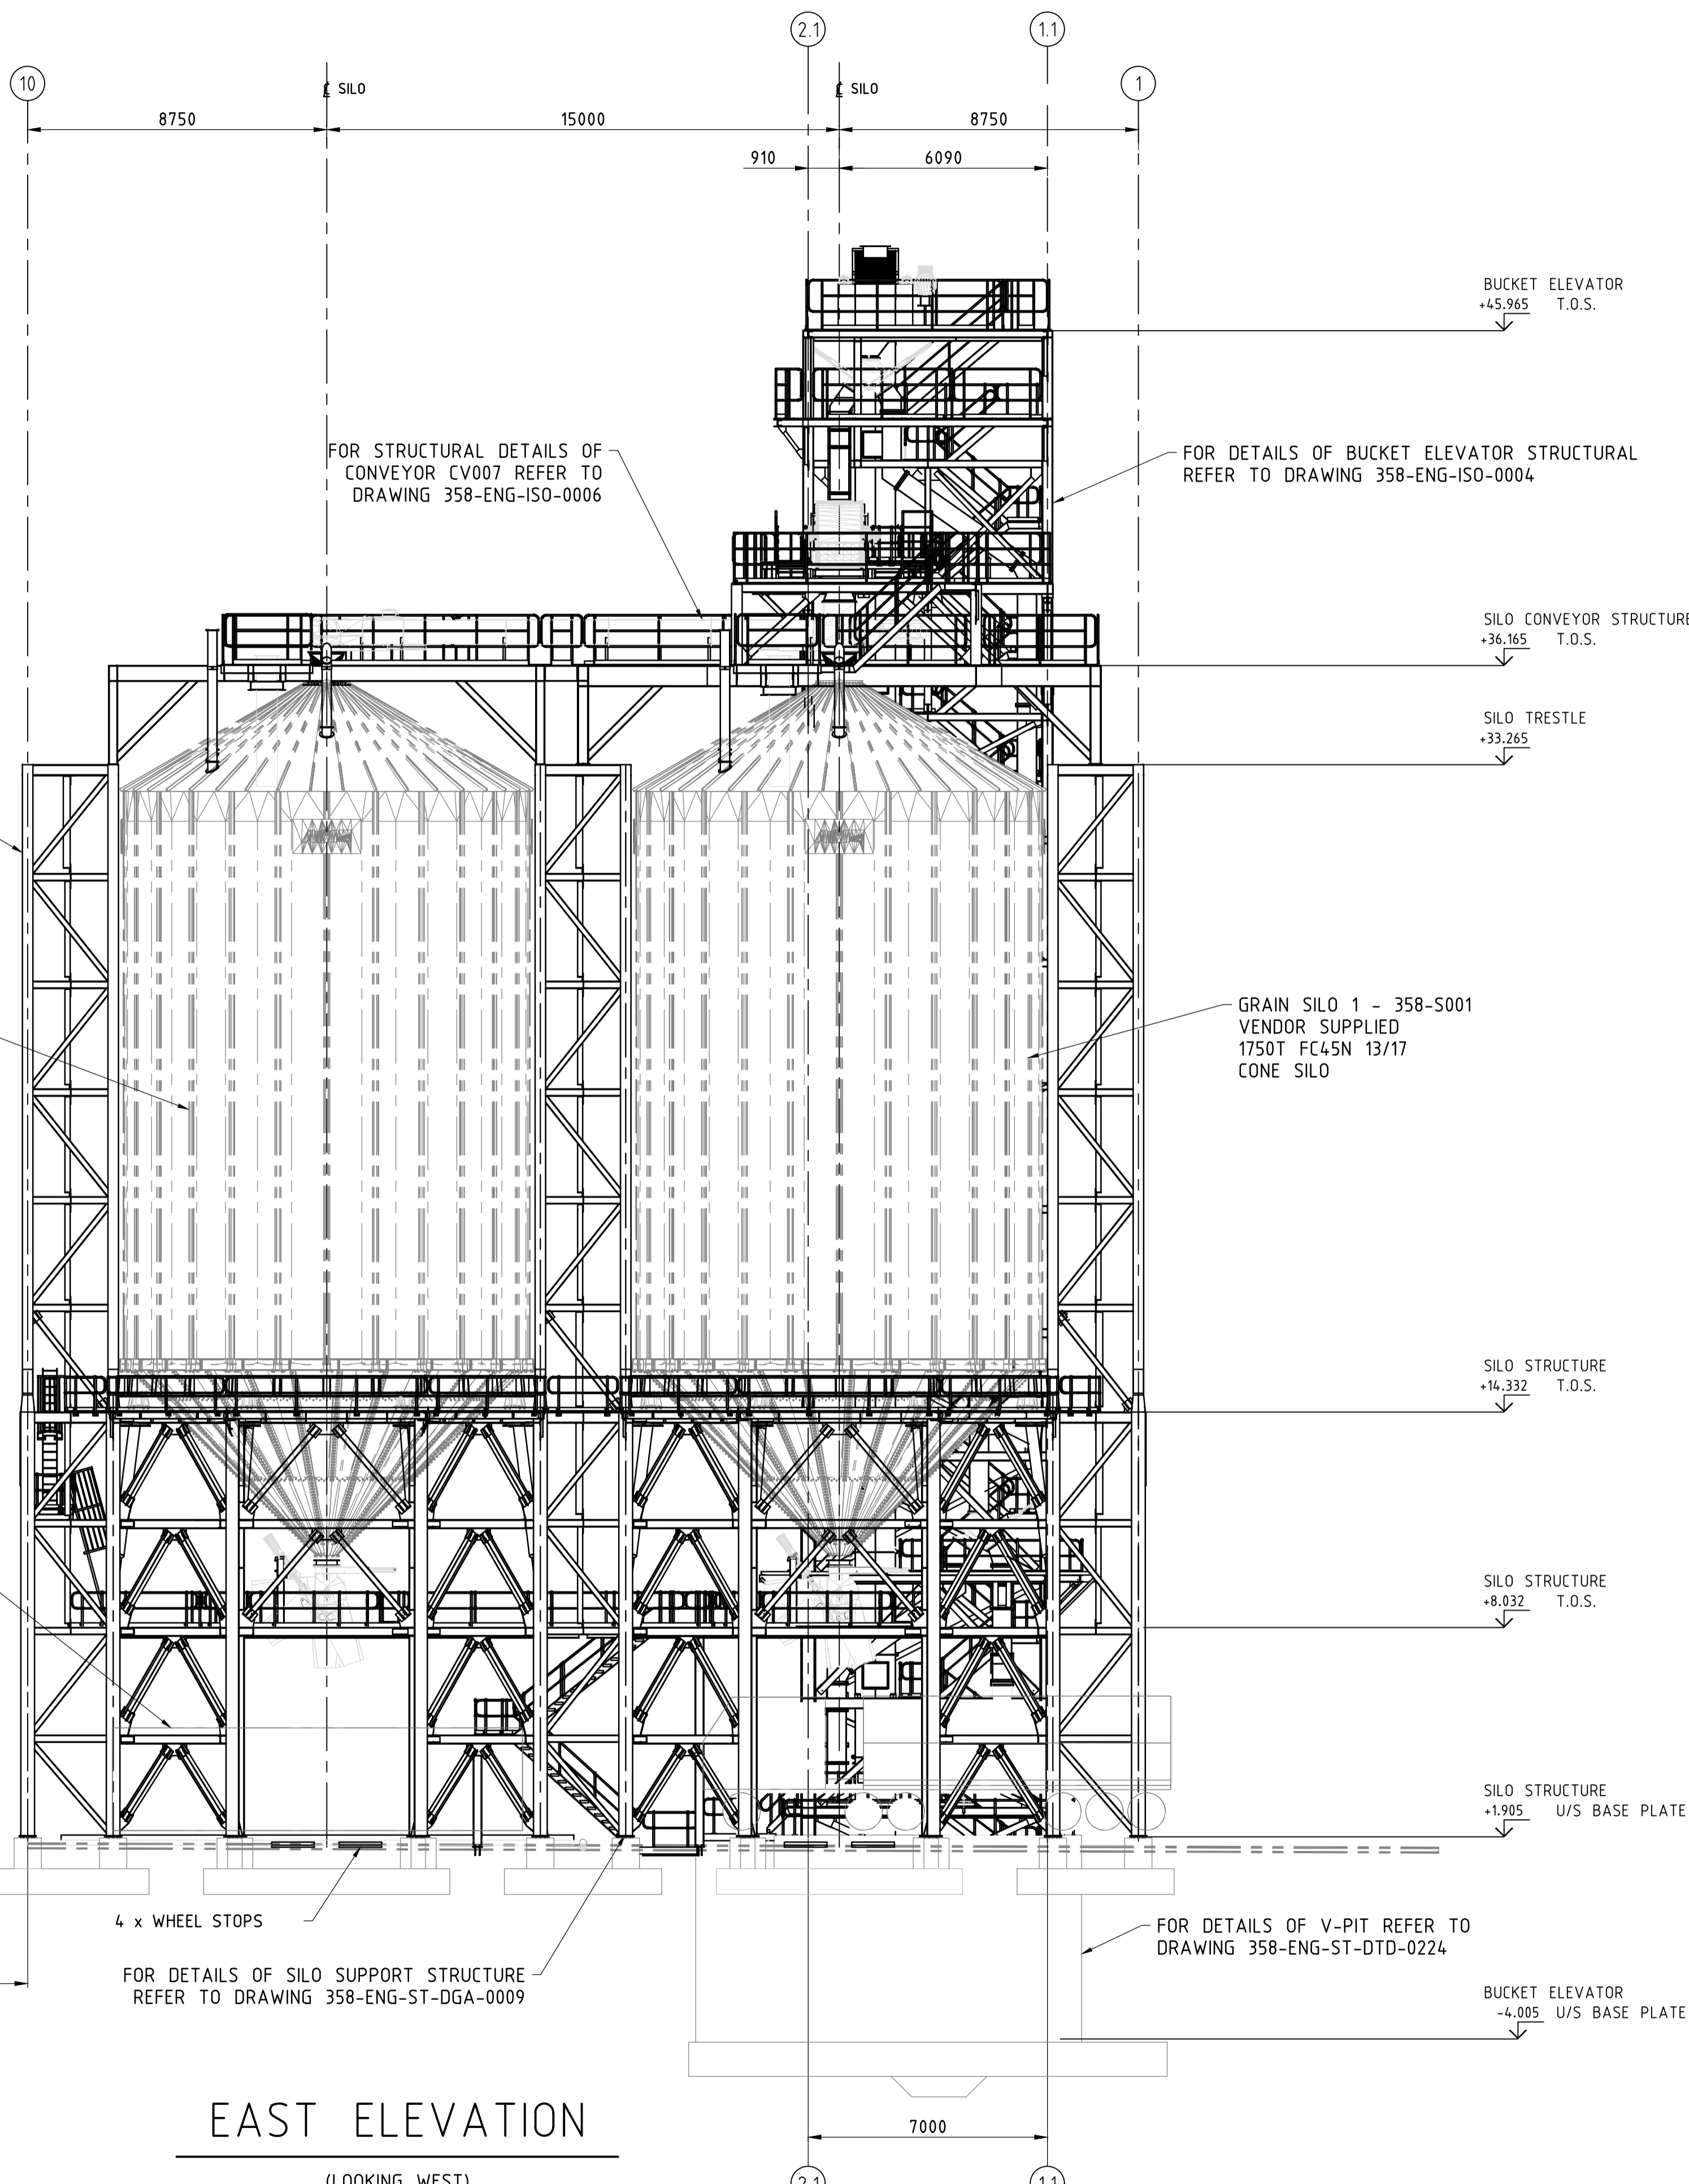 2.1
1.1
10
℄ SILO
℄ SILO
1
8750
15000
8750
910
6090
BUCKET ELEVATOR
+45.965 T.O.S.
FOR STRUCTURAL DETAILS OF
CONVEYOR CV007 REFER TO
DRAWING 358-ENG-ISO-0006
FOR DETAILS OF BUCKET ELEVATOR STRUCTURAL
REFER TO DRAWING 358-ENG-ISO-0004
SILO CONVEYOR STRUCTURE
+36.165 T.O.S.
SILO TRESTLE
+33.265
GRAIN SILO 1 - 358-S001
VENDOR SUPPLIED
1750T FC45N 13/17
CONE SILO
SILO STRUCTURE
+14.332 T.O.S.
SILO STRUCTURE
+8.032 T.O.S.
SILO STRUCTURE
+1.905 U/S BASE PLATE
4 x WHEEL STOPS
FOR DETAILS OF V-PIT REFER TO
DRAWING 358-ENG-ST-DTD-0224
FOR DETAILS OF SILO SUPPORT STRUCTURE
REFER TO DRAWING 358-ENG-ST-DGA-0009
BUCKET ELEVATOR
-4.005 U/S BASE PLATE
EAST ELEVATION
7000
(LOOKING WEST)
2.1
1.1